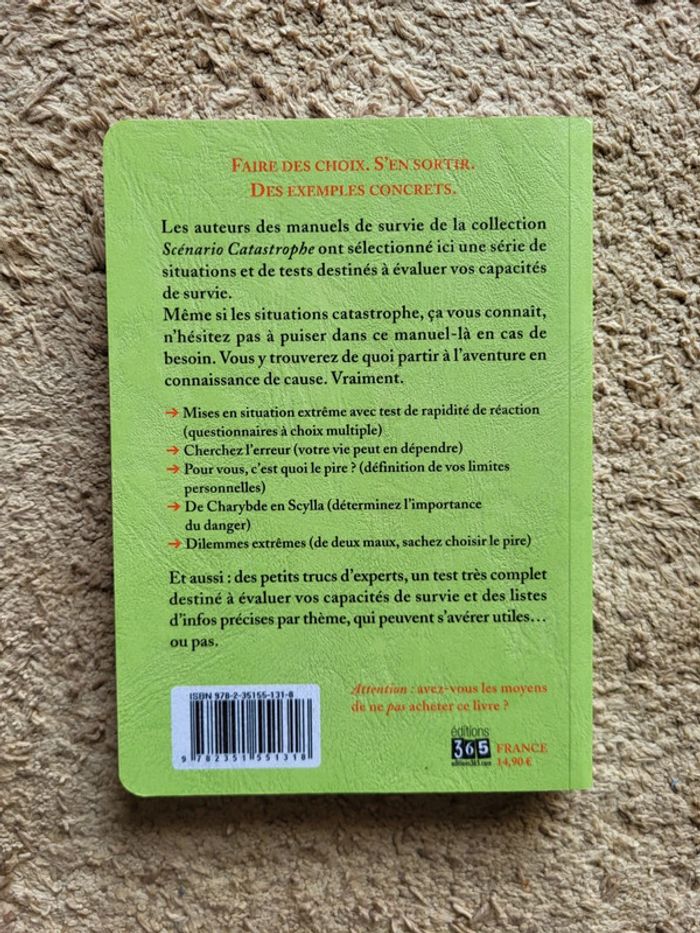 FAIRE DES CHOIX. S'EN SORTIR.
DES EXEMPLES CONCRETS.
Les auteurs des manuels de survie de la collection
Scénario Catastrophe ont sélectionné ici une série de
situations et de tests destinés à évaluer vos capacités
de survie.
Même si les situations catastrophe, ça vous connaît,
n'hésitez pas à puiser dans ce manuel-là en cas de
besoin. Vous y trouverez de quoi partir à l'aventure en
connaissance de cause. Vraiment.
→ Mises en situation extrême avec test de rapidité de réaction
(questionnaires à choix multiple)
→ Cherchez l'erreur (votre vie peut en dépendre)
→ Pour vous, c'est quoi le pire ? (définition de vos limites
personnelles)
→ De Charybde en Scylla (déterminez l'importance
du danger)
→ Dilemmes extrêmes (de deux maux, sachez choisir le pire)
Et aussi : des petits trucs d'experts, un test très complet
destiné à évaluer vos capacités de survie et des listes
d'infos précises par thème, qui peuvent s'avérer utiles…
ou pas.
ISBN 978-2-35155-131-8
9 782351 551318
Attention : avez-vous les moyens
de ne pas acheter ce livre ?
éditions
365
editions365.com
FRANCE
14,90 €